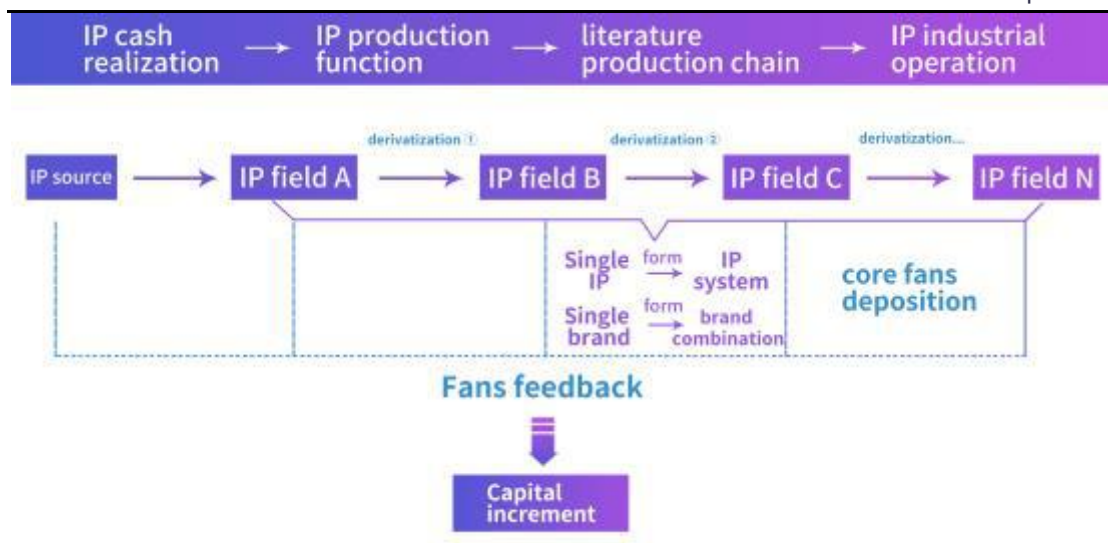 IP cash
realization
IP production
function
literature
production chain
IP industrial
operation
derivatization ①
derivatization ②
derivatization...
IP source
IP field A
IP field B
IP field C
IP field N
Single
IP
form
IP
system
Single
brand
form
brand
combination
core fans
deposition
Fans feedback
Capital
increment